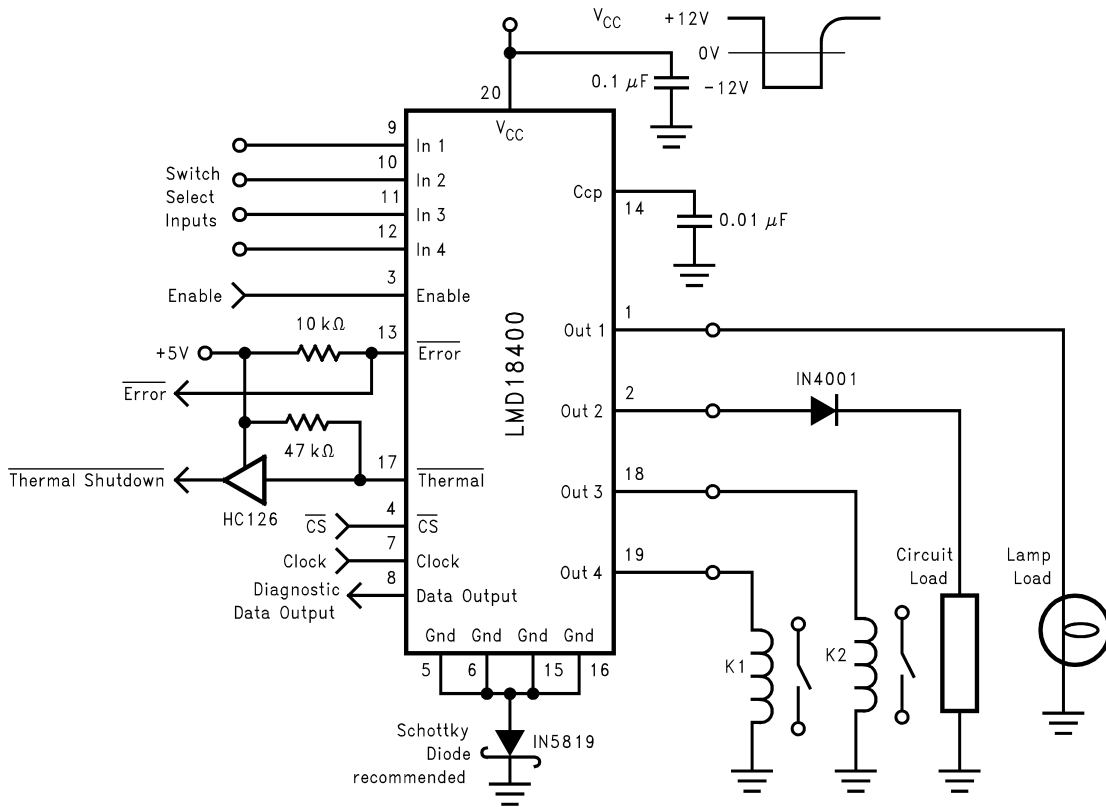 V_CC
+12V
0V
-12V
0.1 μF
20
V_CC
9
In 1
10
In 2
11
In 3
12
In 4
Switch
Select
Inputs
3
Enable
Enable
Ccp
14
0.01 μF
10 kΩ
13
+5V
Error
Error
47 kΩ
17
Thermal Shutdown
Thermal
HC126
4
CS
CS
7
Clock
Clock
8
Diagnostic
Data Output
Data Output
LMD18400
1
Out 1
2
Out 2
IN4001
18
Out 3
19
Out 4
Circuit
Load
Lamp
Load
K1
K2
Gnd Gnd Gnd Gnd
5 6 15 16
Schottky
Diode
recommended
IN5819